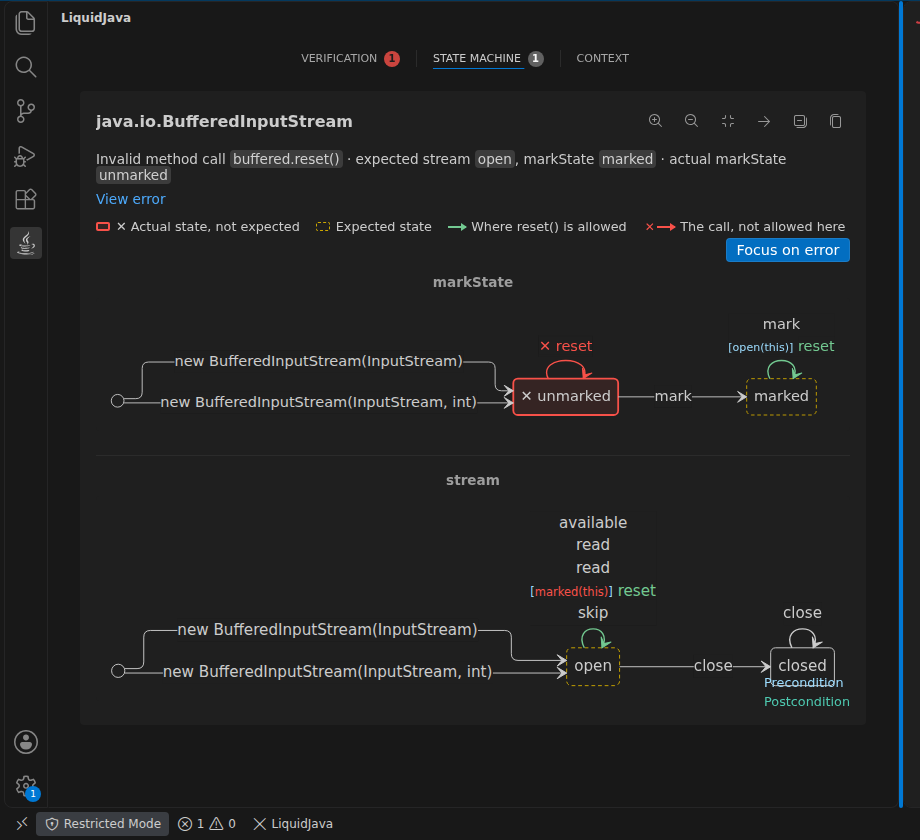 LiquidJava
VERIFICATION 1 STATE MACHINE 1 CONTEXT
java.io.BufferedInputStream
Invalid method call buffered.reset() · expected stream open, markState marked · actual markState
unmarked
View error
✕ Actual state, not expected Expected state Where reset() is allowed ✕ The call, not allowed here
Focus on error
markState
mark
✕ reset [open(this)] reset
new BufferedInputStream(InputStream)
new BufferedInputStream(InputStream, int) ✕ unmarked mark marked
stream
available
read
read
[marked(this)] reset
skip close
new BufferedInputStream(InputStream)
new BufferedInputStream(InputStream, int) open close closed
Precondition
Postcondition
1
Restricted Mode 1 0 LiquidJava